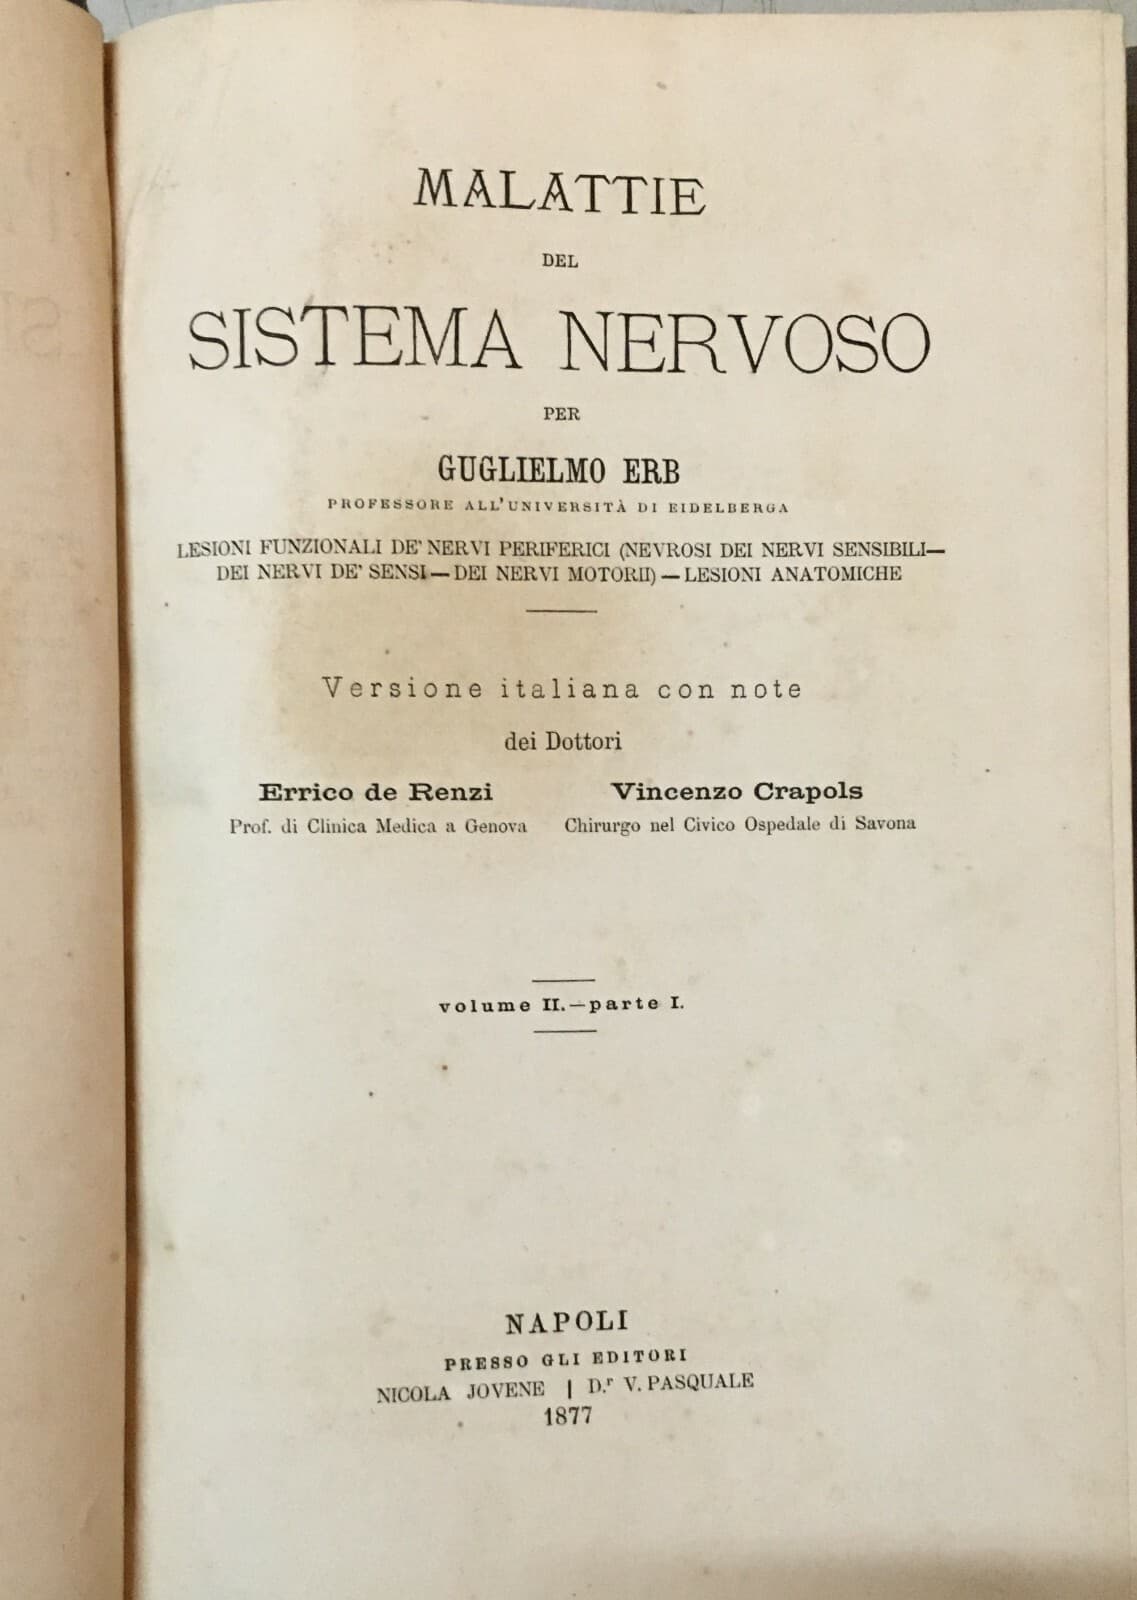 MALATTIE
DEL
SISTEMA NERVOSO
PER
GUGLIELMO ERB
PROFESSORE ALL'UNIVERSITÀ DI EIDELBERGA
LESIONI FUNZIONALI DE' NERVI PERIFERICI (NEVROSI DEI NERVI SENSIBILI—
DEI NERVI DE' SENSI — DEI NERVI MOTORII) — LESIONI ANATOMICHE
Versione italiana con note
dei Dottori
Errico de Renzi Vincenzo Crapols
Prof. di Clinica Medica a Genova Chirurgo nel Civico Ospedale di Savona
volume II.—parte I.
NAPOLI
PRESSO GLI EDITORI
NICOLA JOVENE | D.r V. PASQUALE
1877